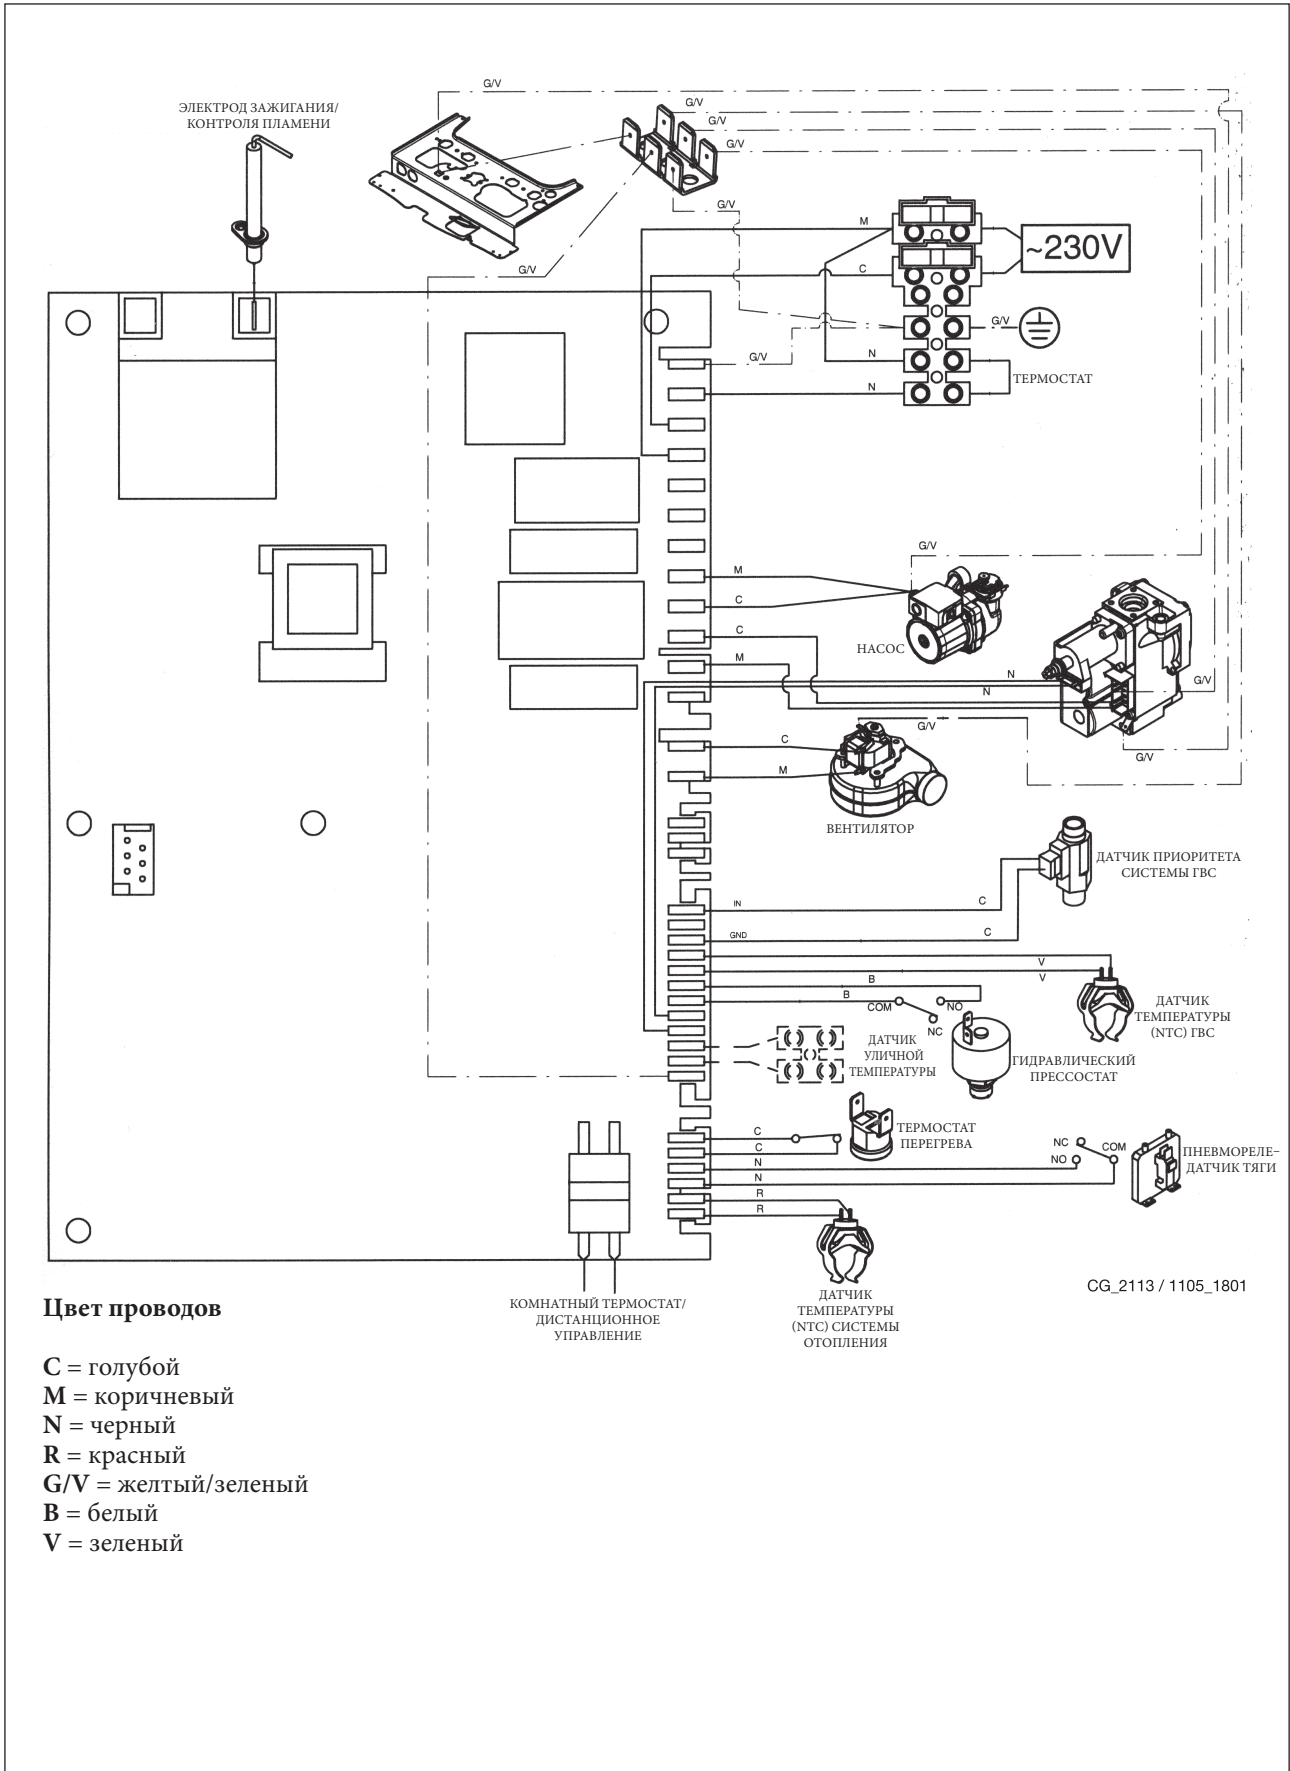 G/V
ЭЛЕКТРОД ЗАЖИГАНИЯ/
КОНТРОЛЯ ПЛАМЕНИ
G/V
G/V
G/V
G/V
M
~230V
G/V
C
G/V
G/V
N
ТЕРМОСТАТ
N
G/V
M
C
НАСОС
C
M
N
N
G/V
G/V
G/V
C
M
ВЕНТИЛЯТОР
ДАТЧИК ПРИОРИТЕТА
СИСТЕМЫ ГВС
IN
C
GND
C
V
V
B
B
COM
NO
NC
ДАТЧИК
ТЕМПЕРАТУРЫ
(NTC) ГВС
ДАТЧИК
УЛИЧНОЙ
ТЕМПЕРАТУРЫ
ГИДРАВЛИЧЕСКИЙ
ПРЕССОСТАТ
C
C
ТЕРМОСТАТ
ПЕРЕГРЕВА
N
N
NC
NO
COM
ПНЕВМОРЕЛЕ-
ДАТЧИК ТЯГИ
R
R
CG_2113 / 1105_1801
КОМНАТНЫЙ ТЕРМОСТАТ/
ДИСТАНЦИОННОЕ
УПРАВЛЕНИЕ
ДАТЧИК
ТЕМПЕРАТУРЫ
(NTC) СИСТЕМЫ
ОТОПЛЕНИЯ
Цвет проводов
C = голубой
M = коричневый
N = черный
R = красный
G/V = желтый/зеленый
B = белый
V = зеленый